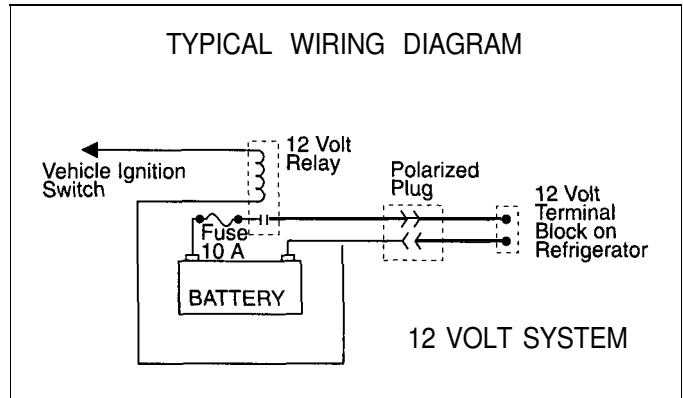 TYPICAL WIRING DIAGRAM
12 Volt
Relay
Vehicle Ignition
Switch
Polarized
Plug
12 Volt
Terminal
Block on
Refrigerator
Fuse
10 A
BATTERY
12 VOLT SYSTEM